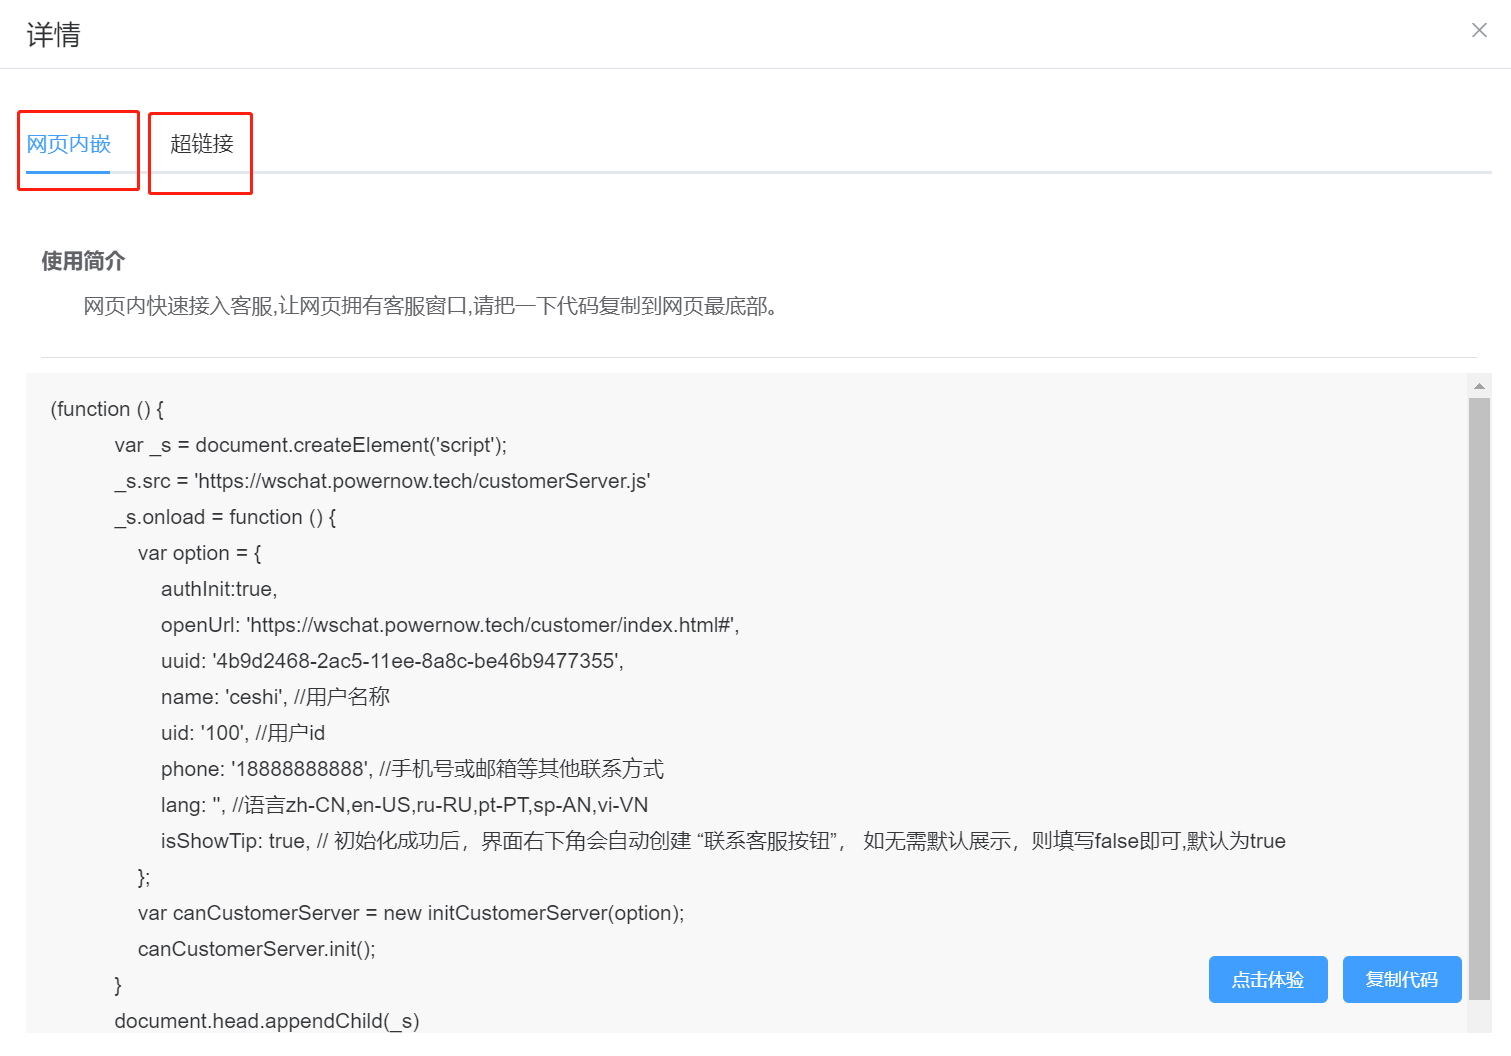 详情
网页内嵌
超链接
使用简介
网页内快速接入客服,让网页拥有客服窗口,请把一下代码复制到网页最底部。
(function () {
var _s = document.createElement('script');
_s.src = 'https://wschat.powernow.tech/customerServer.js'
_s.onload = function () {
var option = {
authInit:true,
openUrl: 'https://wschat.powernow.tech/customer/index.html#',
uuid: '4b9d2468-2ac5-11ee-8a8c-be46b9477355',
name: 'ceshi', //用户名称
uid: '100', //用户id
phone: '18888888888', //手机号或邮箱等其他联系方式
lang: '', //语言zh-CN,en-US,ru-RU,pt-PT,sp-AN,vi-VN
isShowTip: true, // 初始化成功后，界面右下角会自动创建 “联系客服按钮”， 如无需默认展示，则填写false即可,默认为true
};
var canCustomerServer = new initCustomerServer(option);
canCustomerServer.init();
}
document.head.appendChild(_s)
点击体验
复制代码